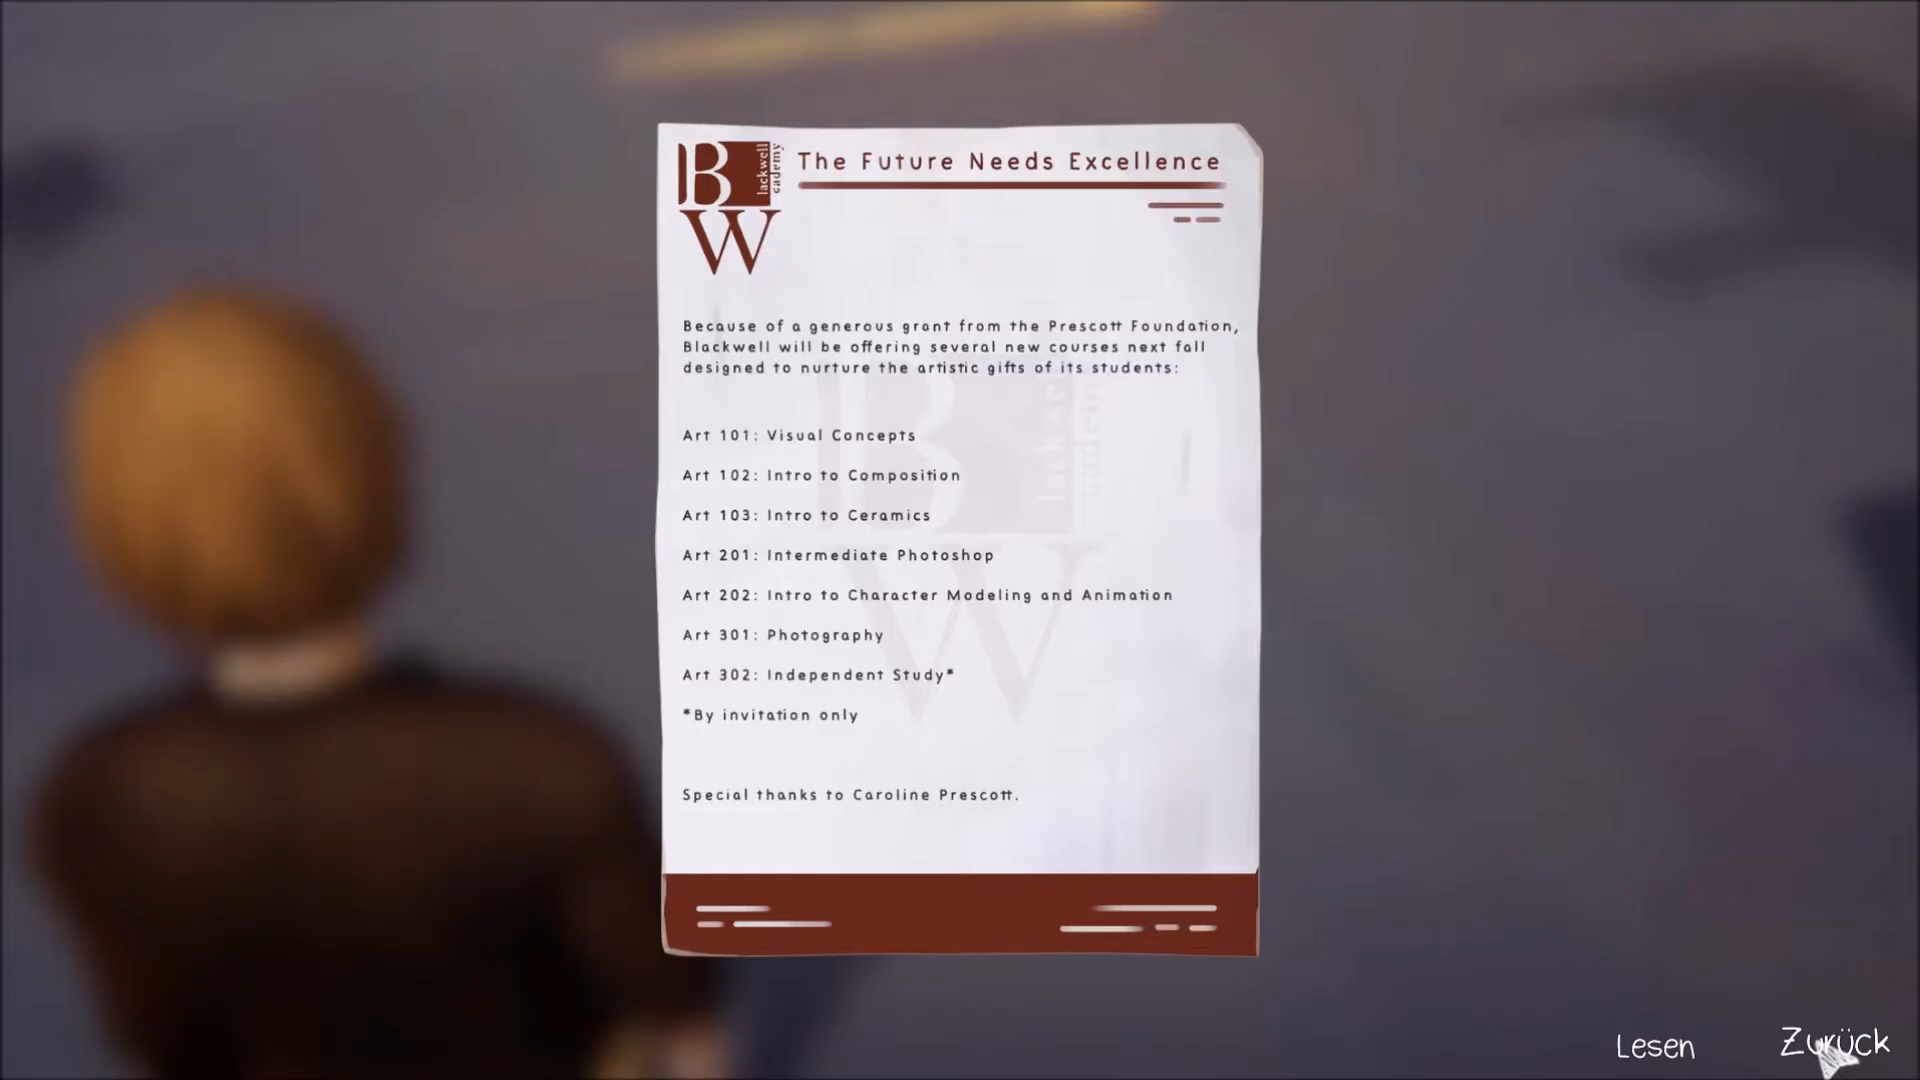 B lackwell cademy
W
The Future Needs Excellence
Because of a generous grant from the Prescott Foundation,
Blackwell will be offering several new courses next fall
designed to nurture the artistic gifts of its students:
Art 101: Visual Concepts
Art 102: Intro to Composition
Art 103: Intro to Ceramics
Art 201: Intermediate Photoshop
Art 202: Intro to Character Modeling and Animation
Art 301: Photography
Art 302: Independent Study*
*By invitation only
Special thanks to Caroline Prescott.
Lesen Zurück